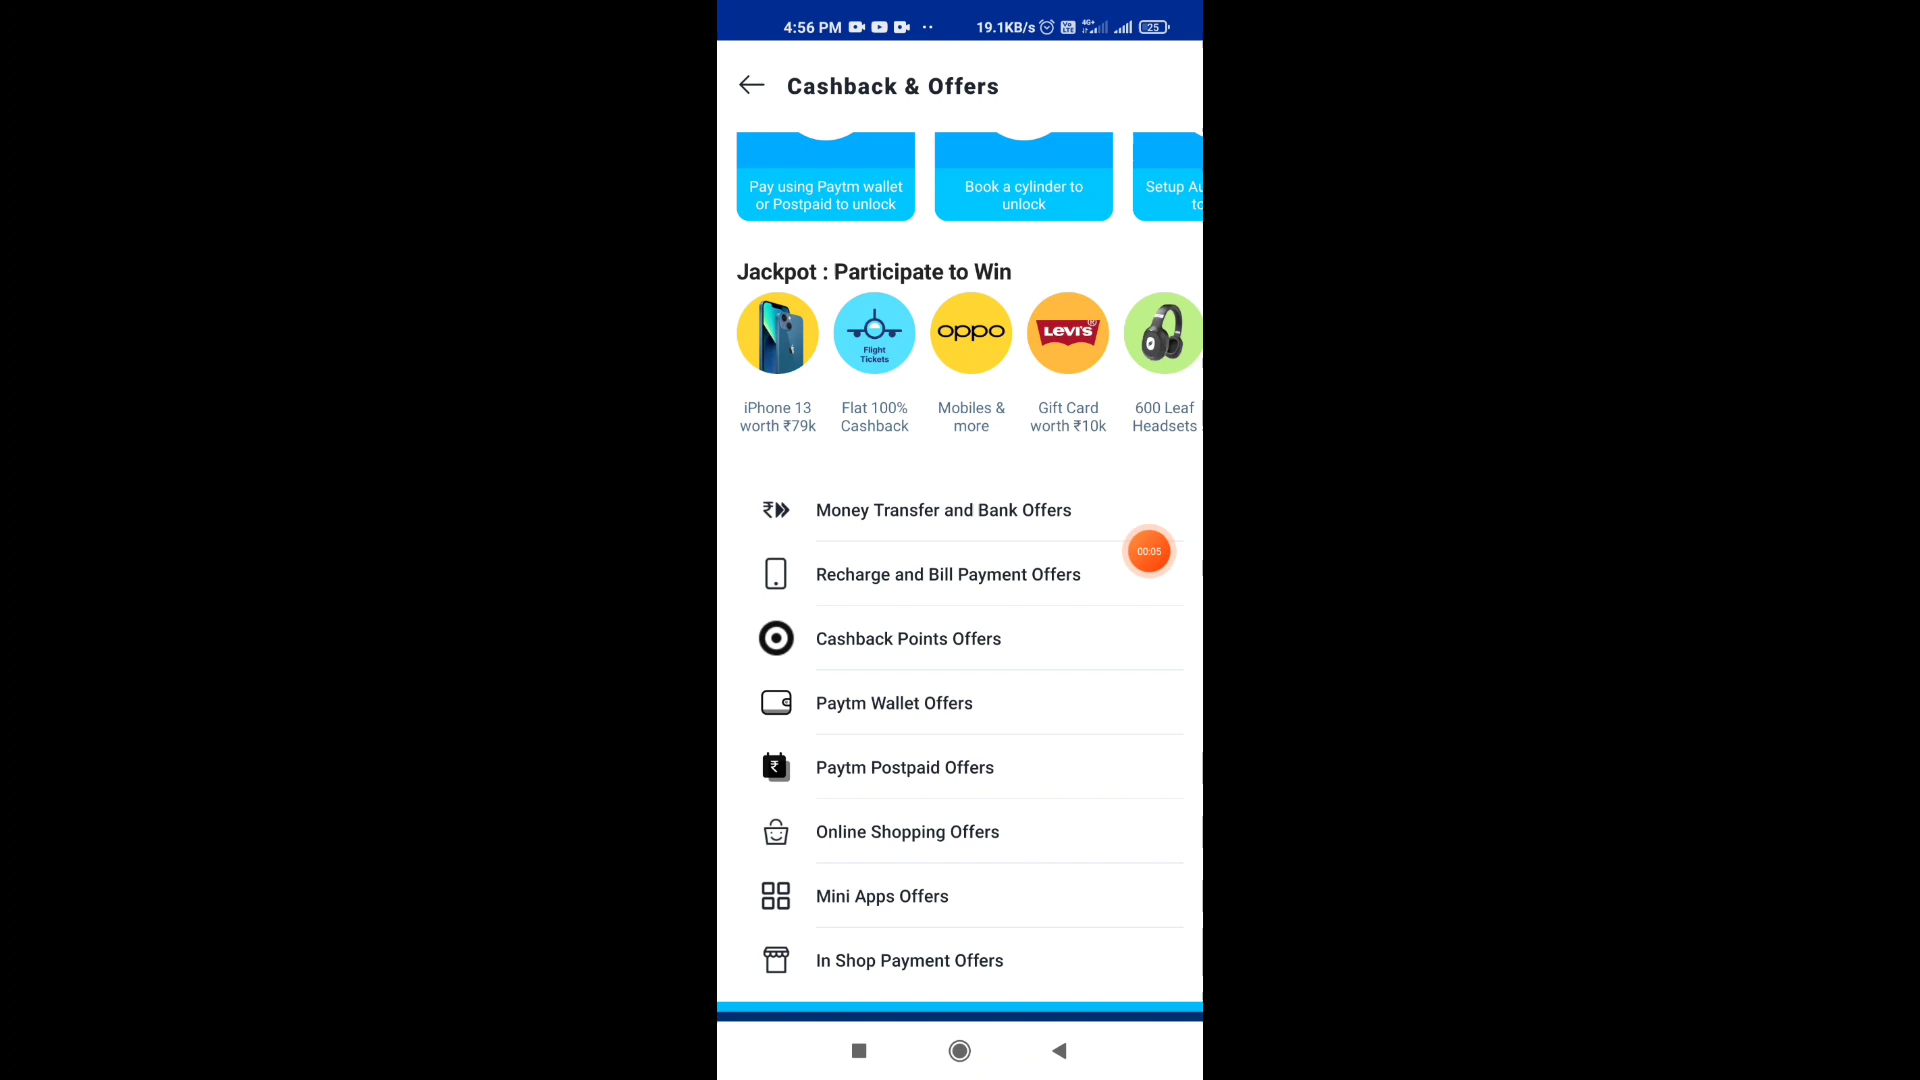 4:56 PM 19.1KB/s Vo LTE 4G+ 25
Cashback & Offers
Pay using Paytm wallet
or Postpaid to unlock
Book a cylinder to
unlock
Setup Au
to
Jackpot : Participate to Win
Flight
Tickets
oppo
LEVI'S®
iPhone 13
worth ₹79k
Flat 100%
Cashback
Mobiles &
more
Gift Card
worth ₹10k
600 Leaf
Headsets
₹ Money Transfer and Bank Offers
00:05
Recharge and Bill Payment Offers
Cashback Points Offers
Paytm Wallet Offers
₹ Paytm Postpaid Offers
Online Shopping Offers
Mini Apps Offers
In Shop Payment Offers